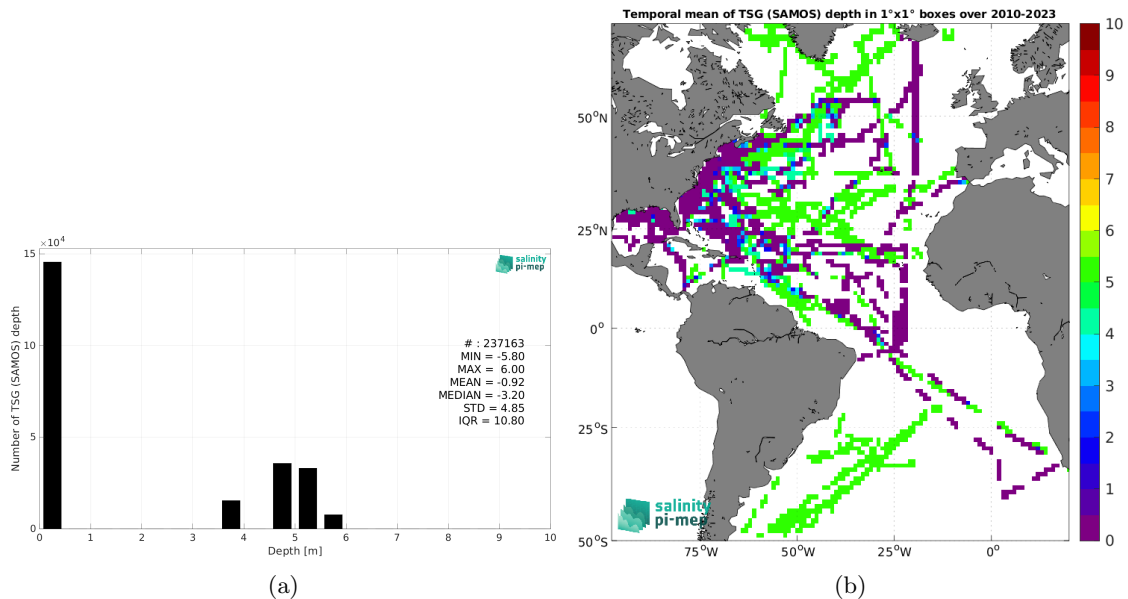 ×10⁴
15
10
5
0
Number of TSG (SAMOS) depth
salinity
pi-mep
# : 237163
MIN = -5.80
MAX = 6.00
MEAN = -0.92
MEDIAN = -3.20
STD = 4.85
IQR = 10.80
0 1 2 3 4 5 6 7 8 9 10
Depth [m]
(a)
Temporal mean of TSG (SAMOS) depth in 1°x1° boxes over 2010-2023
50°N
25°N
0°
25°S
50°S
75°W 50°W 25°W 0°
salinity
pi-mep
10
9
8
7
6
5
4
3
2
1
0
(b)